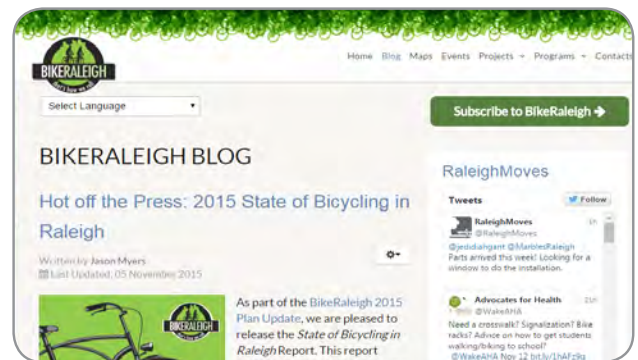 BIKERALEIGH
that's how we roll
Home Blog Maps Events Projects Programs Contacts
Select Language
Subscribe to BikeRaleigh
BIKERALEIGH BLOG
Hot off the Press: 2015 State of Bicycling in
Raleigh
Written by Jason Myers
Last Updated, 05 November 2015
BIKERALEIGH
As part of the BikeRaleigh 2015
Plan Update, we are pleased to
release the State of Bicycling in
Raleigh Report. This report
RaleighMoves
Tweets Follow
RaleighMoves
@RaleighMoves
@jedidiahgant @MarblesRaleigh
Parts arrived this week! Looking for a
window to do the installation.
Advocates for Health
@WakeAHA
Need a crosswalk? Signalization? Bike
racks? Advice on how to get students
walking/biking to school?
@WakeAHA Nov 12